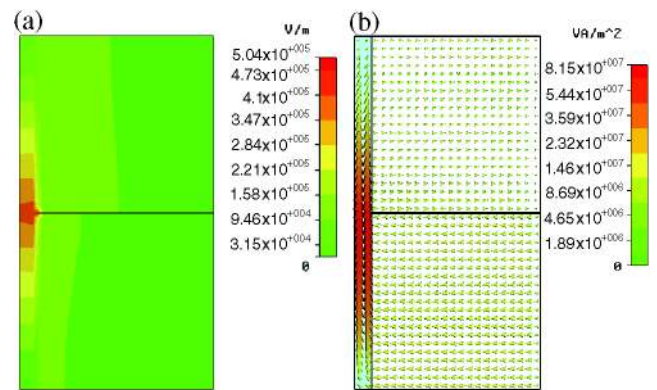 (a)
V/m
5.04x10+005
4.73x10+005
4.1x10+005
3.47x10+005
2.84x10+005
2.21x10+005
1.58x10+005
9.46x10+004
3.15x10+004
0
(b)
VA/m^2
8.15x10+007
5.44x10+007
3.59x10+007
2.32x10+007
1.46x10+007
8.69x10+006
4.65x10+006
1.89x10+006
0